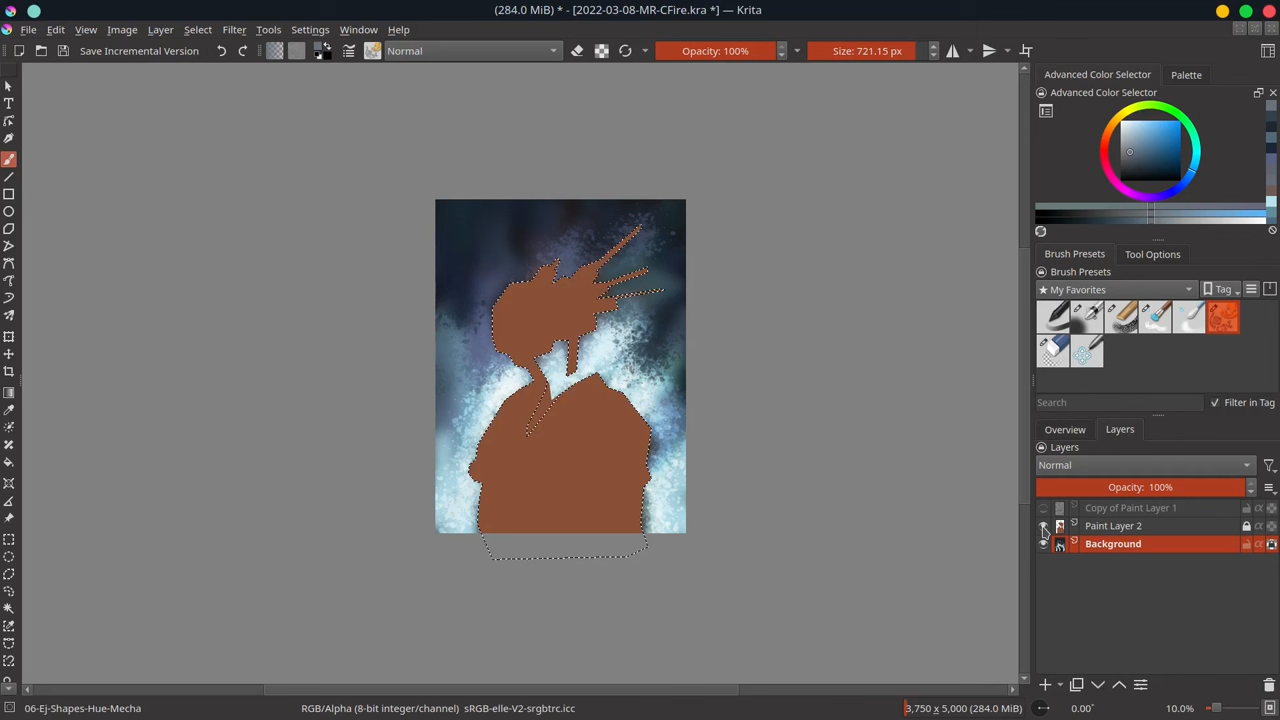 (284.0 MiB) * - [2022-03-08-MR-CFire.kra *] — Krita
File Edit View Image Layer Select Filter Tools Settings Window Help
Save Incremental Version Normal Opacity: 100% Size: 721.15 px
Advanced Color Selector Palette
Advanced Color Selector
Brush Presets Tool Options
Brush Presets
★ My Favorites Tag
Search Filter in Tag
Overview Layers
Layers
Normal
Opacity: 100%
Copy of Paint Layer 1
Paint Layer 2
Background
06-Ej-Shapes-Hue-Mecha RGB/Alpha (8-bit integer/channel) sRGB-elle-V2-srgbtrc.icc 3,750 x 5,000 (284.0 MiB) 0.00° 10.0%